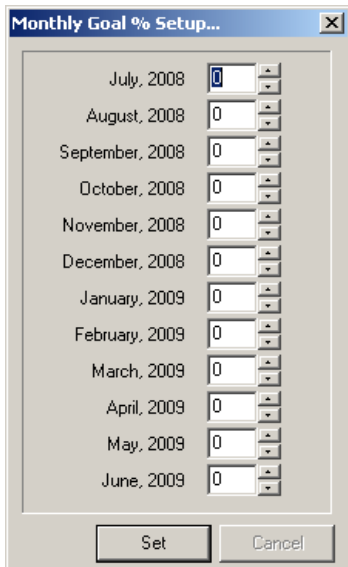 Monthly Goal % Setup...
July, 2008 0
August, 2008 0
September, 2008 0
October, 2008 0
November, 2008 0
December, 2008 0
January, 2009 0
February, 2009 0
March, 2009 0
April, 2009 0
May, 2009 0
June, 2009 0
Set Cancel